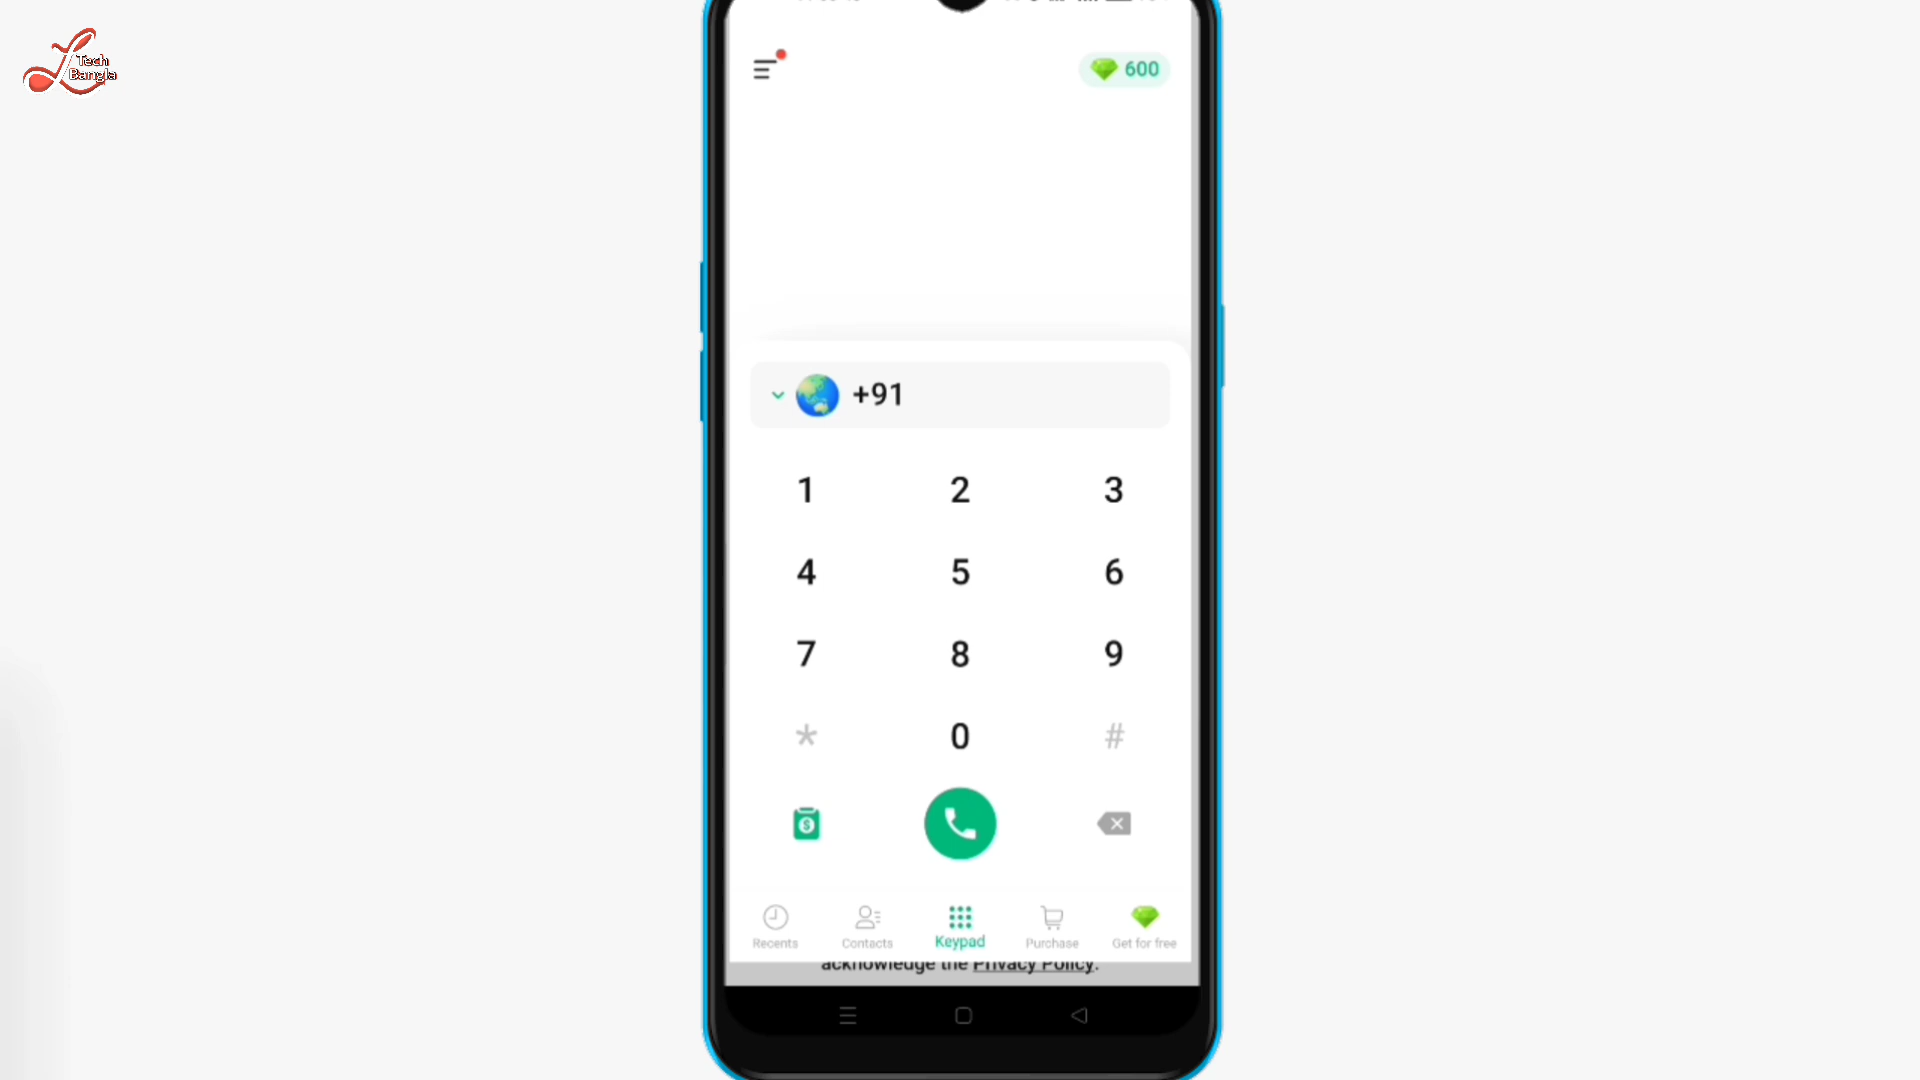 Tech
Bangla
600
+91
1 2 3
4 5 6
7 8 9
* 0 #
Recents Contacts Keypad Purchase Get for free
acknowledge the Privacy Policy.